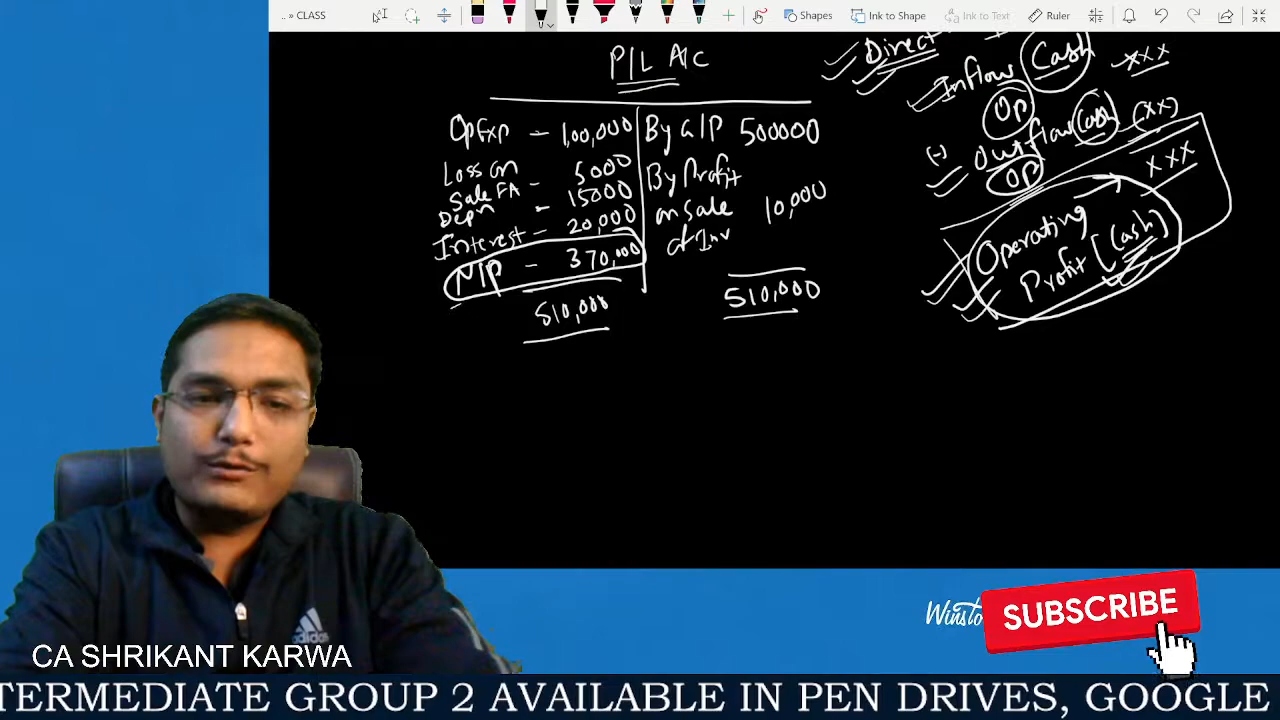 .. » CLASS
Shapes
Ink to Shape
Ink to Text
Ruler
P/L A/C
Op Exp - 1,00,000
By G/P 500000
Loss on Sale FA - 5000
By Profit on Sale of Inv 10,000
Depn - 15000
Interest - 20,000
N/P - 370,000
510,000
510,000
Direct
Inflow Cash xxx
Op
(-) Outflow Cash (xx)
Op
xxx
Operating
Profit [Cash]
Winsto
SUBSCRIBE
adidas
CA SHRIKANT KARWA
TERMEDIATE GROUP 2 AVAILABLE IN PEN DRIVES, GOOGLE